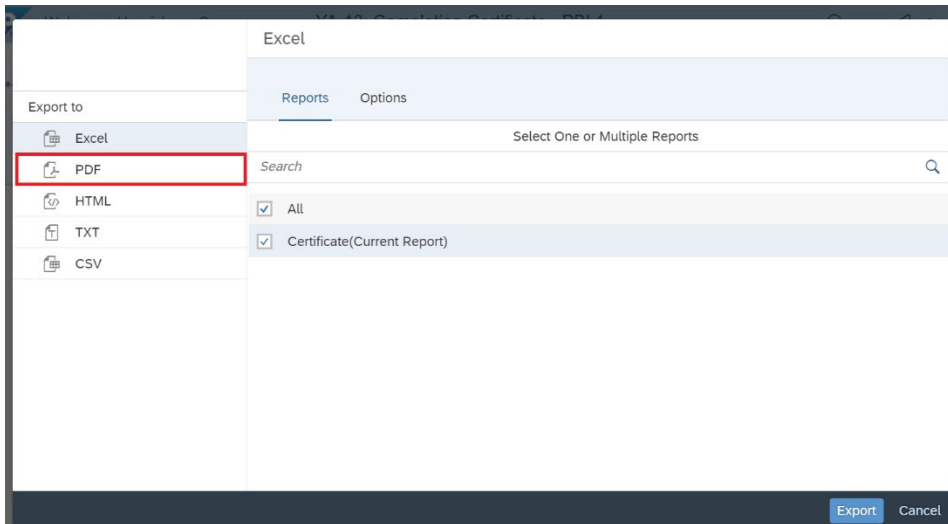 Excel
Reports Options
Export to
Select One or Multiple Reports
Excel
PDF
Search
HTML
All
TXT
Certificate(Current Report)
CSV
Export Cancel